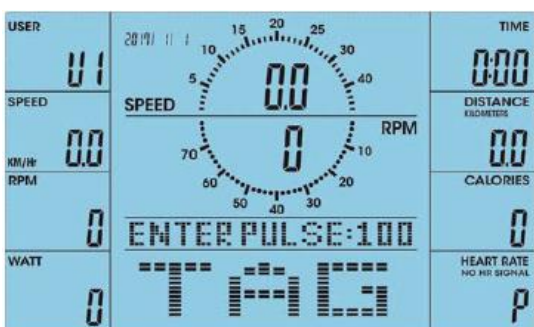 USER
U1
SPEED
KM/Hr 0.0
RPM
0
WATT
0
2019/ 11 1
5 10 15 20 25 30 40
SPEED
0.0
RPM
0
70 60 50 40 30 20 10
ENTER PULSE:100
TAG
TIME
0:00
DISTANCE
KILOMETERS
0.0
CALORIES
0
HEART RATE
NO HR SIGNAL
P